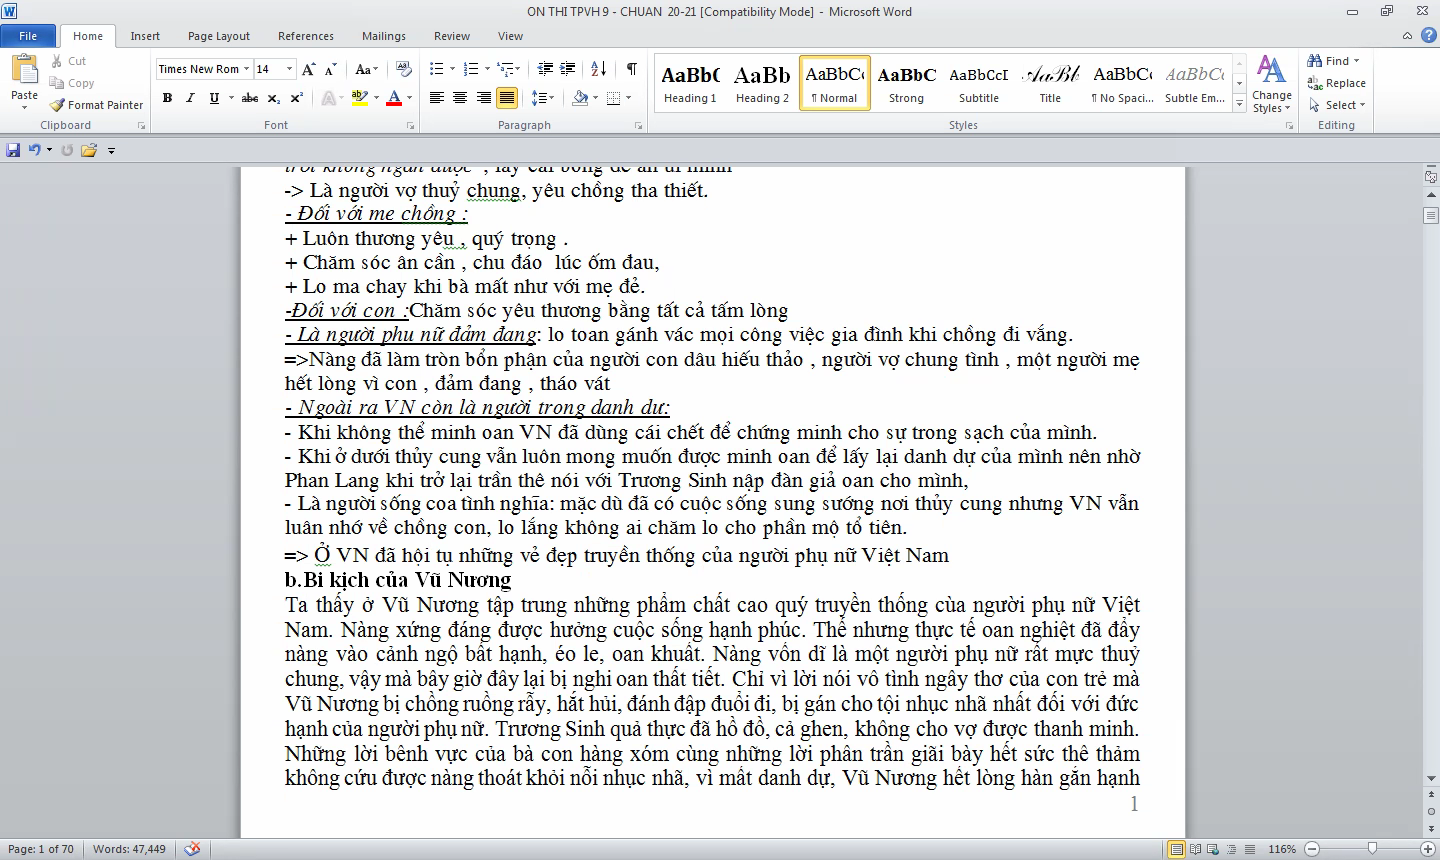 ON THI TPVH 9 - CHUAN 20-21 [Compatibility Mode] - Microsoft Word
File Home Insert Page Layout References Mailings Review View
Paste Cut Copy Format Painter
Times New Rom 14
AaBbC AaBb AaBbCc AaBbC AaBbCcI AaBb AaBbCc AaBbCc
Heading 1 Heading 2 ¶ Normal Strong Subtitle Title ¶ No Spaci... Subtle Em...
Change Styles
Find Replace Select
Clipboard Font Paragraph Styles Editing
-> Là người vợ thuỷ chung, yêu chồng tha thiết.
- Đối với mẹ chồng :
+ Luôn thương yêu , quý trọng .
+ Chăm sóc ân cần , chu đáo lúc ốm đau,
+ Lo ma chay khi bà mất như với mẹ đẻ.
-Đối với con :Chăm sóc yêu thương bằng tất cả tấm lòng
- Là người phụ nữ đảm đang: lo toan gánh vác mọi công việc gia đình khi chồng đi vắng.
=>Nàng đã làm tròn bổn phận của người con dâu hiếu thảo , người vợ chung tình , một người mẹ
hết lòng vì con , đảm đang , tháo vát
- Ngoài ra VN còn là người trọng danh dự:
- Khi không thể minh oan VN đã dùng cái chết để chứng minh cho sự trong sạch của mình.
- Khi ở dưới thủy cung vẫn luôn mong muốn được minh oan để lấy lại danh dự của mình nên nhờ
Phan Lang khi trở lại trần thê nói với Trương Sinh nập đàn giả oan cho mình,
- Là người sống coa tình nghĩa: mặc dù đã có cuộc sống sung sướng nơi thủy cung nhưng VN vẫn
luân nhớ về chồng con, lo lắng không ai chăm lo cho phần mộ tổ tiên.
=> Ở VN đã hội tụ những vẻ đẹp truyền thống của người phụ nữ Việt Nam
b.Bi kịch của Vũ Nương
Ta thấy ở Vũ Nương tập trung những phẩm chất cao quý truyền thống cùa người phụ nữ Việt
Nam. Nàng xứng đáng được hưởng cuộc sống hạnh phúc. Thế nhưng thực tế oan nghiệt đã đẩy
nàng vào cảnh ngộ bất hạnh, éo le, oan khuất. Nàng vốn dĩ là một người phụ nữ rất mực thuỷ
chung, vậy mà bây giờ đây lại bị nghi oan thất tiết. Chỉ vì lời nói vô tình ngây thơ của con trẻ mà
Vũ Nương bị chồng ruồng rẫy, hắt hủi, đánh đập đuổi đi, bị gán cho tội nhục nhã nhất đối với đức
hạnh của người phụ nữ. Trương Sinh quả thực đã hồ đồ, cả ghen, không cho vợ được thanh minh.
Những lời bênh vực của bà con hàng xóm cùng những lời phân trần giãi bày hết sức thê thảm
không cứu được nàng thoát khỏi nỗi nhục nhã, vì mất danh dự, Vũ Nương hết lòng hàn gắn hạnh
1
Page: 1 of 70 Words: 47,449 116%